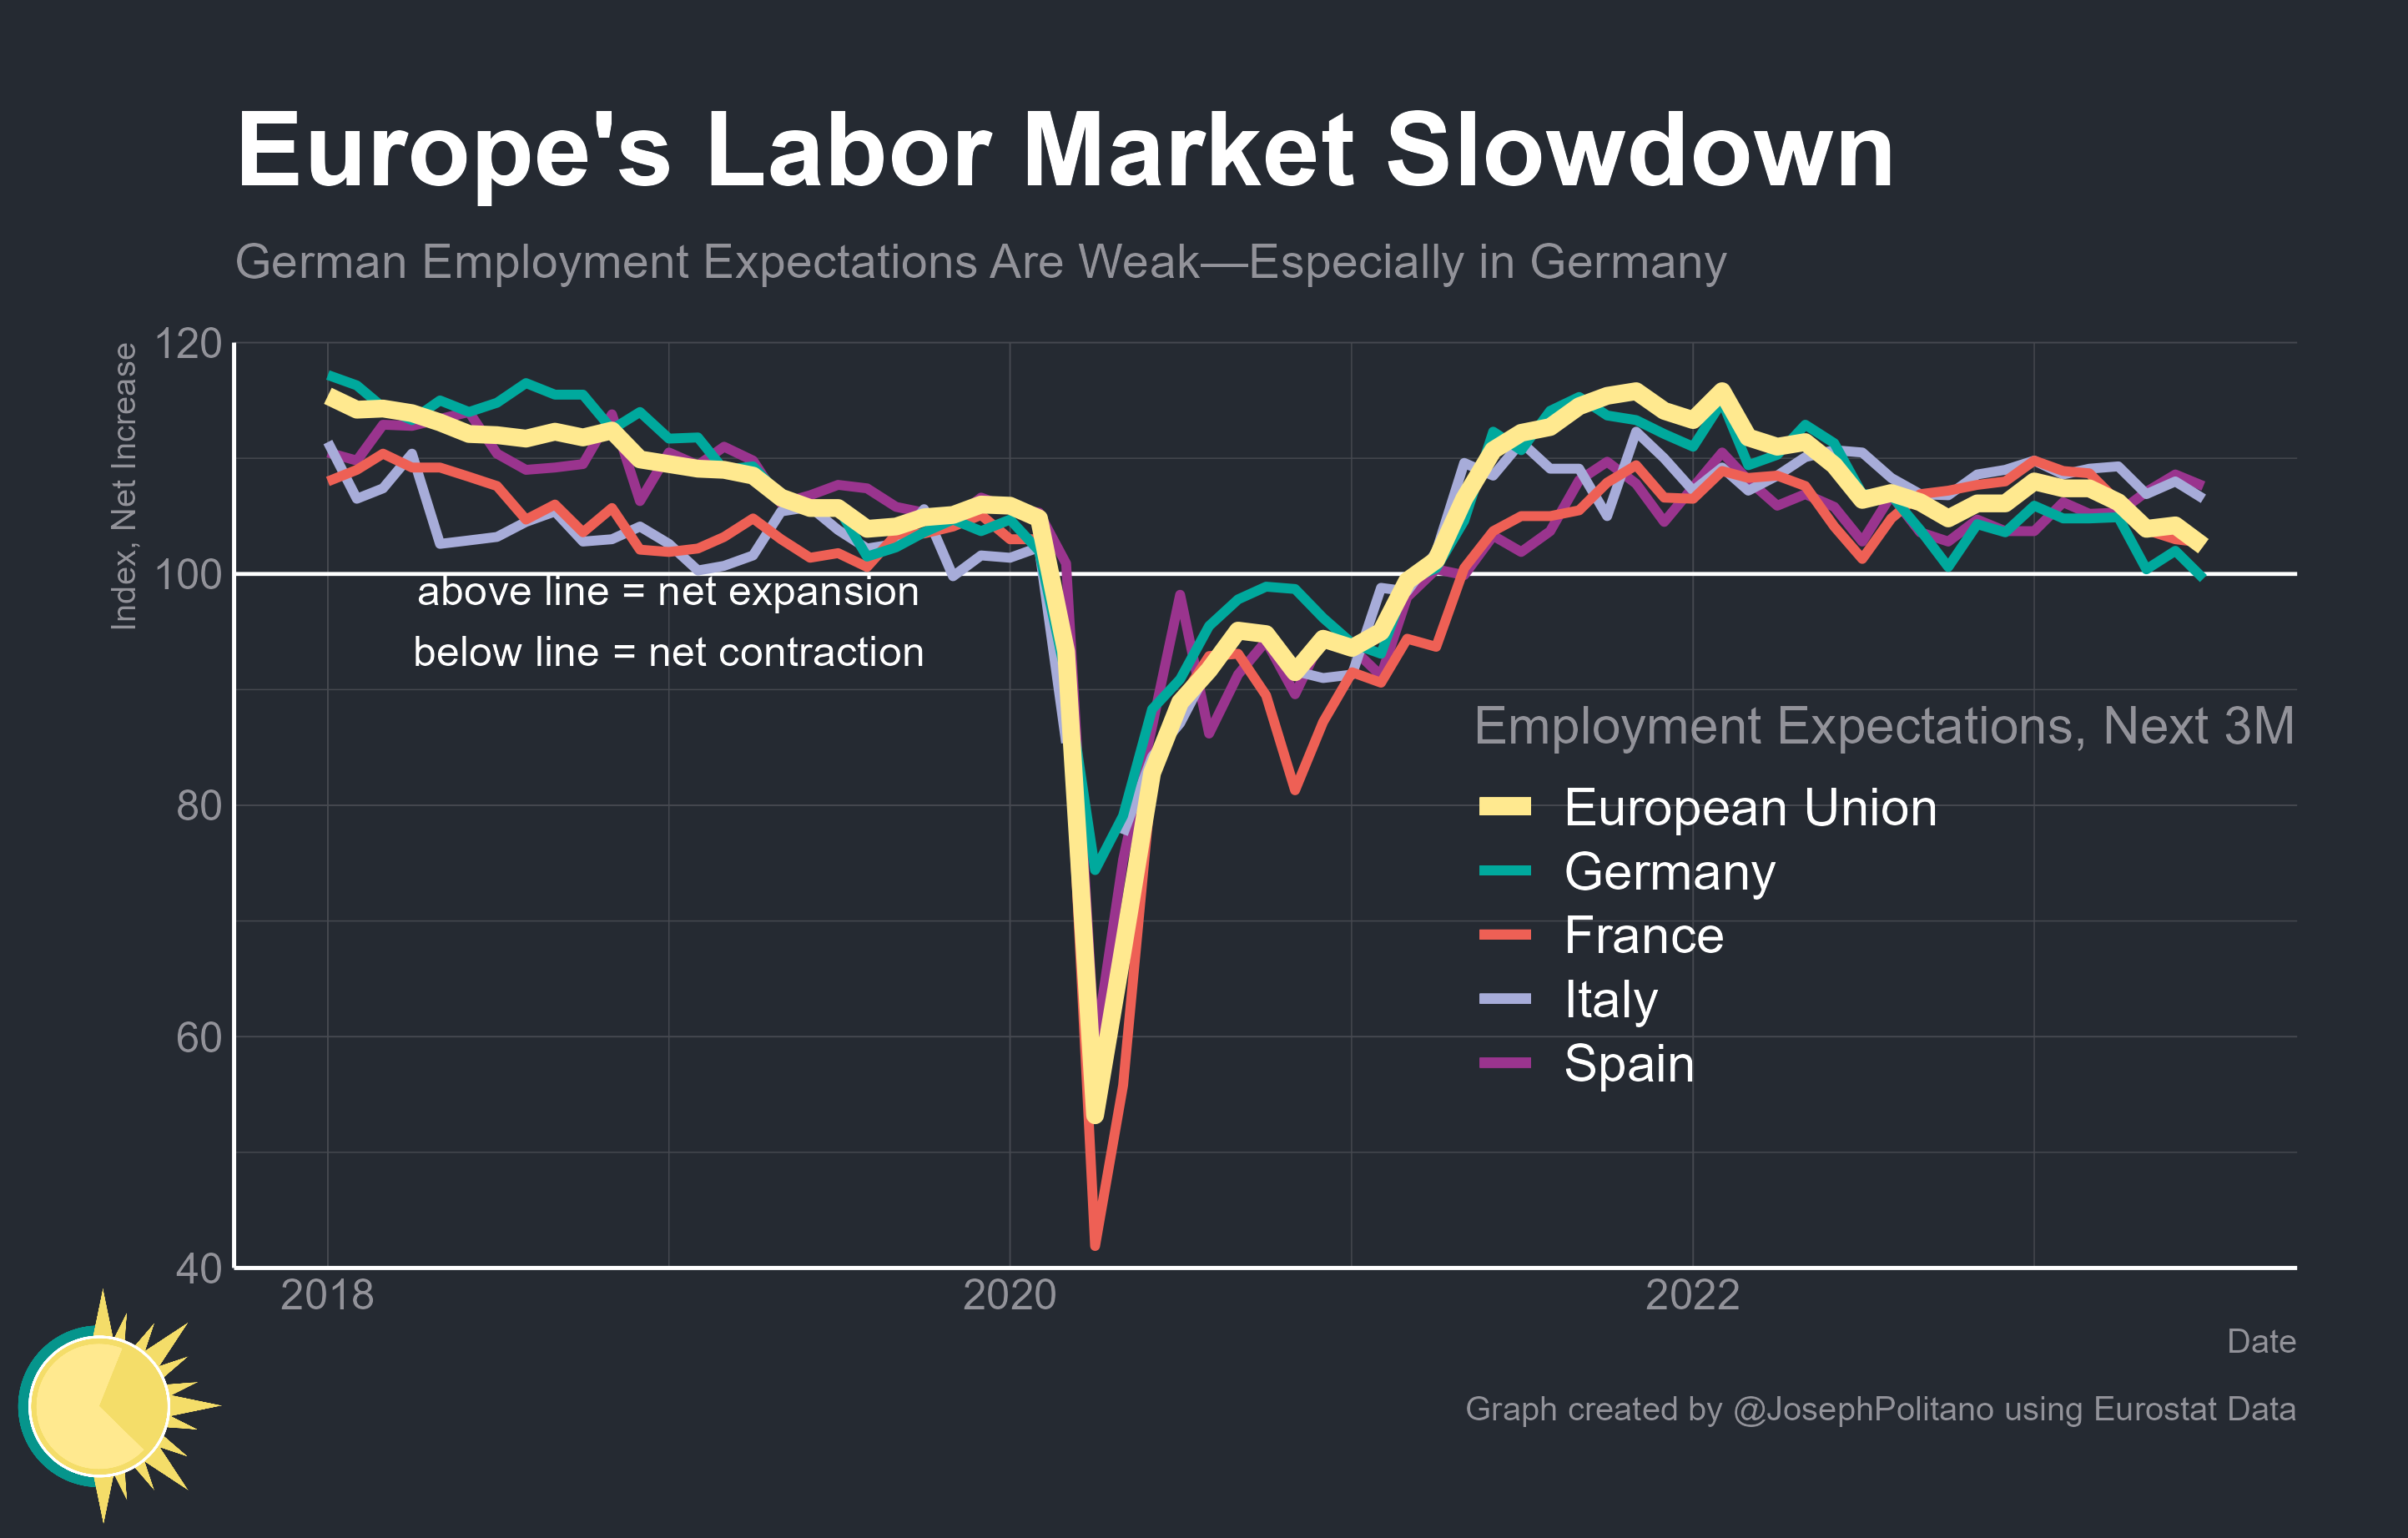 Europe's Labor Market Slowdown
German Employment Expectations Are Weak—Especially in Germany
Index, Net Increase
120
100
80
60
40
above line = net expansion
below line = net contraction
Employment Expectations, Next 3M
European Union
Germany
France
Italy
Spain
2018
2020
2022
Date
Graph created by @JosephPolitano using Eurostat Data